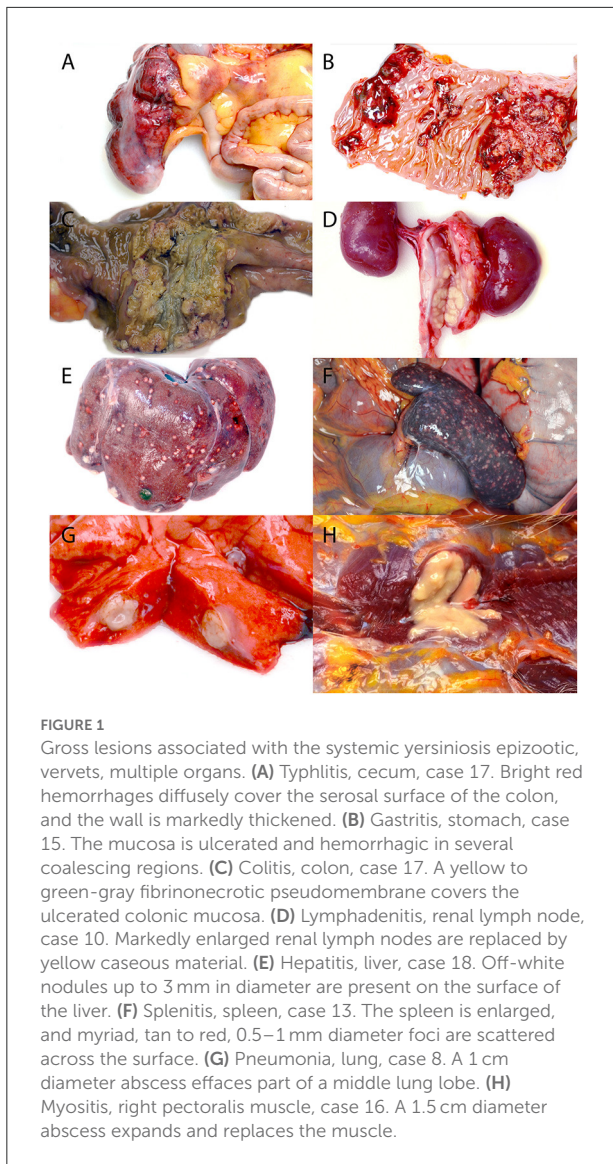 A
B
C
D
E
F
G
H
FIGURE 1
Gross lesions associated with the systemic yersiniosis epizootic,
vervets, multiple organs. (A) Typhlitis, cecum, case 17. Bright red
hemorrhages diffusely cover the serosal surface of the colon,
and the wall is markedly thickened. (B) Gastritis, stomach, case
15. The mucosa is ulcerated and hemorrhagic in several
coalescing regions. (C) Colitis, colon, case 17. A yellow to
green-gray fibrinonecrotic pseudomembrane covers the
ulcerated colonic mucosa. (D) Lymphadenitis, renal lymph node,
case 10. Markedly enlarged renal lymph nodes are replaced by
yellow caseous material. (E) Hepatitis, liver, case 18. Off-white
nodules up to 3 mm in diameter are present on the surface of
the liver. (F) Splenitis, spleen, case 13. The spleen is enlarged,
and myriad, tan to red, 0.5–1 mm diameter foci are scattered
across the surface. (G) Pneumonia, lung, case 8. A 1 cm
diameter abscess effaces part of a middle lung lobe. (H)
Myositis, right pectoralis muscle, case 16. A 1.5 cm diameter
abscess expands and replaces the muscle.